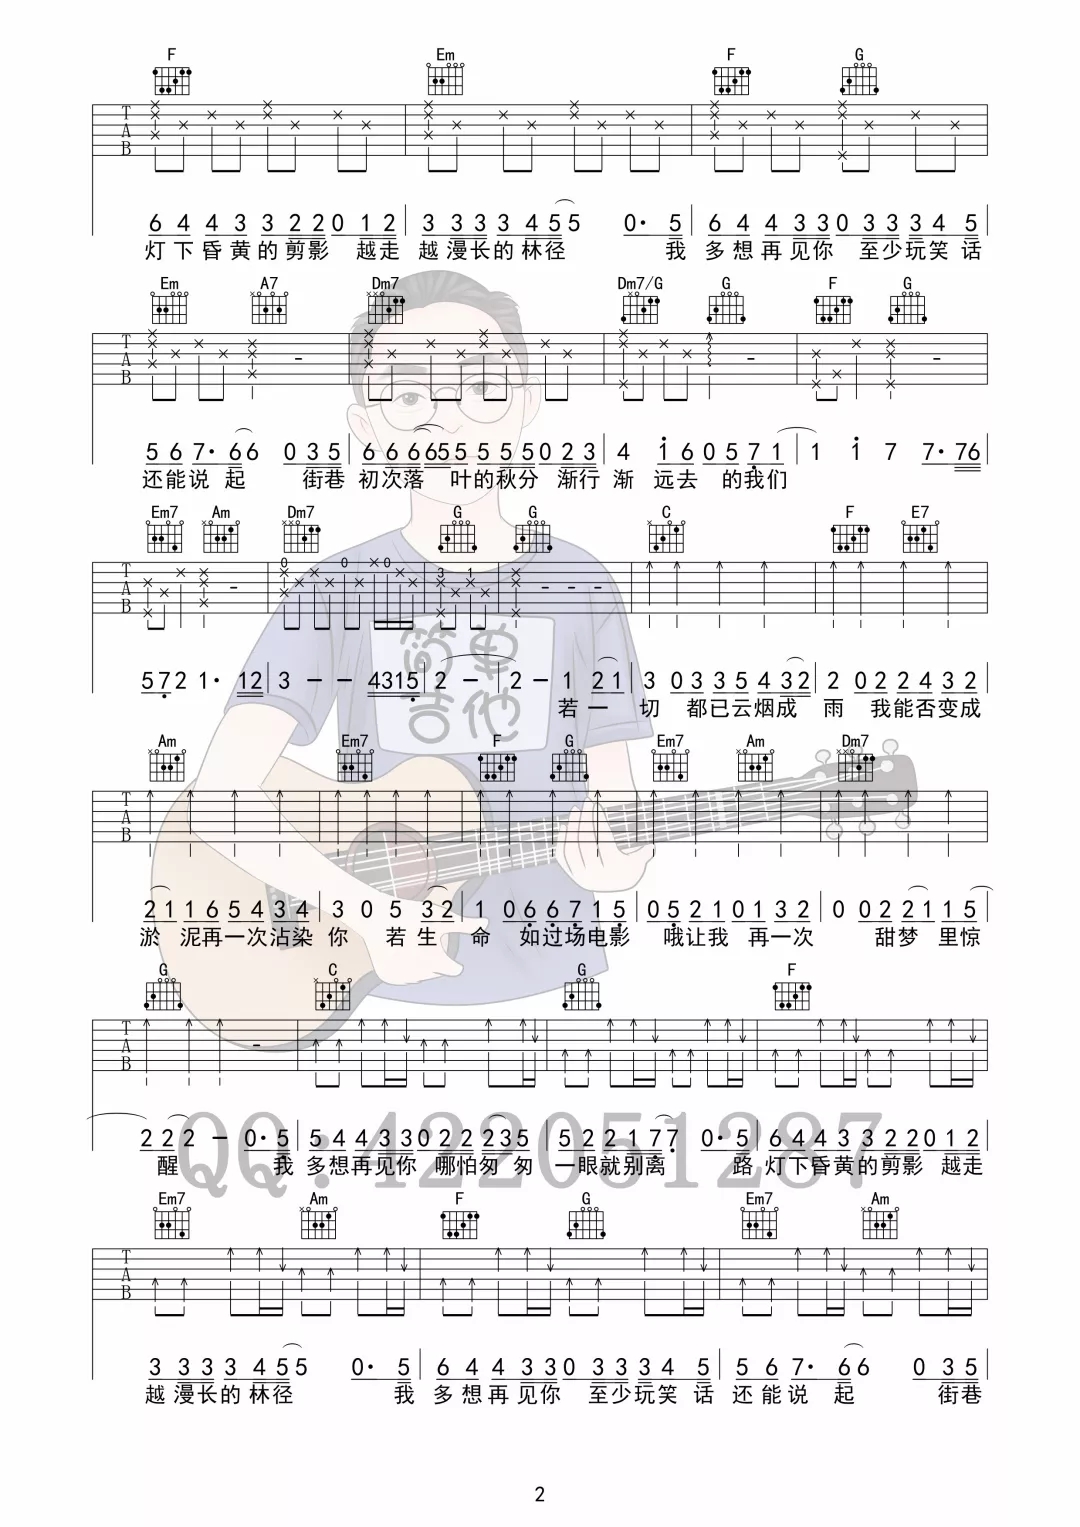 F Em F G
T A B
6 4 4 3 3 2 2 0 1 2 3 3 3 3 4 5 5 0· 5 6 4 4 3 3 0 3 3 3 4 5
灯下昏黄的剪影 越走 越漫长的林径 我 多想再见你 至少玩笑话
Em A7 Dm7 Dm7/G G F G
T A B
5 6 7· 6 6 0 3 5 6 6 6 6 5 5 5 5 5 0 2 3 4 1 6 0 5 7 1 1 1 7 7· 7 6
还能说 起 街巷 初次落 叶的秋分 渐行 渐 远去 的我们
Em7 Am Dm7 G G C F E7
0 0 0 3 1
T A B
5 7 2 1· 1 2 3 - - 4 3 1 5 2 - 2 - 1 2 1 3 0 3 3 5 4 3 2 2 0 2 2 4 3 2
简单
吉他
若 一 切 都已云烟成 雨 我能否变成
Am Em7 F G Em7 Am Dm7
T A B
2 1 1 6 5 4 3 4 3 0 5 3 2 1 0 6 6 7 1 5 0 5 2 1 0 1 3 2 0 0 2 2 1 1 5
淤 泥再一次沾染 你 若生 命 如过场电影 哦让我 再一次 甜梦 里惊
G C G F
T A B
2 2 2 - 0· 5 5 4 4 3 3 0 2 2 2 3 5 5 2 2 1 7 7 0· 5 6 4 4 3 3 2 2 0 1 2
QQ:422051287
醒 我 多想再见你 哪怕匆 匆 一眼就别离 路 灯下昏黄的剪影 越走
Em7 Am F G Em7 Am
T A B
3 3 3 3 4 5 5 0· 5 6 4 4 3 3 0 3 3 3 4 5 5 6 7· 6 6 0 3 5
越漫长的林径 我 多想再见你 至少玩笑话 还能说 起 街巷
2